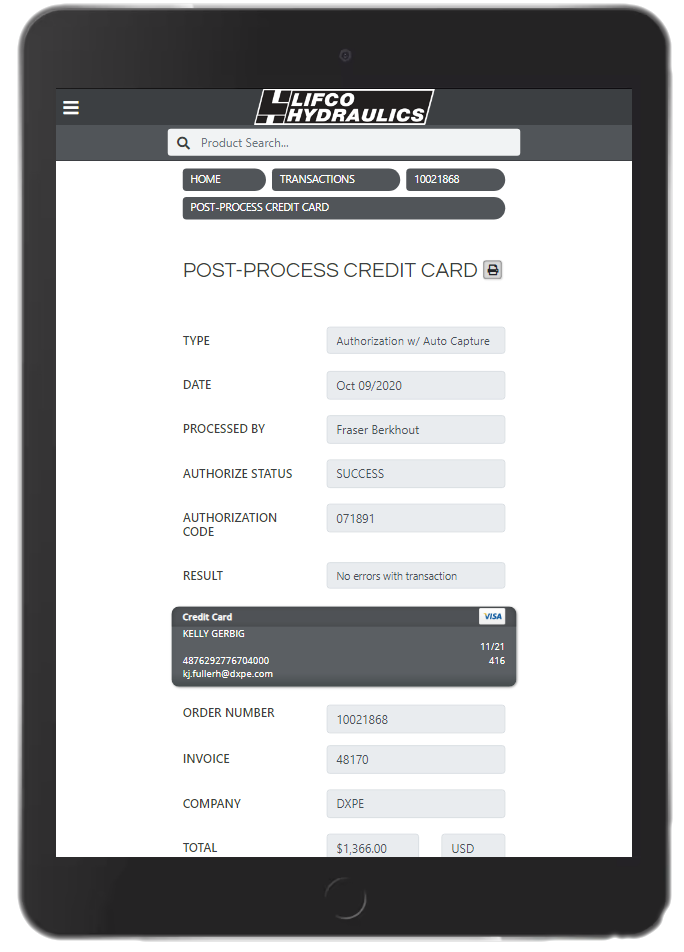 LIFCO
HYDRAULICS
Product Search...
HOME TRANSACTIONS 10021868
POST-PROCESS CREDIT CARD
POST-PROCESS CREDIT CARD
TYPE Authorization w/ Auto Capture
DATE Oct 09/2020
PROCESSED BY Fraser Berkhout
AUTHORIZE STATUS SUCCESS
AUTHORIZATION CODE 071891
RESULT No errors with transaction
Credit Card VISA
KELLY GERBIG
11/21
4876292776704000 416
kj.fullerh@dxpe.com
ORDER NUMBER 10021868
INVOICE 48170
COMPANY DXPE
TOTAL $1,366.00 USD